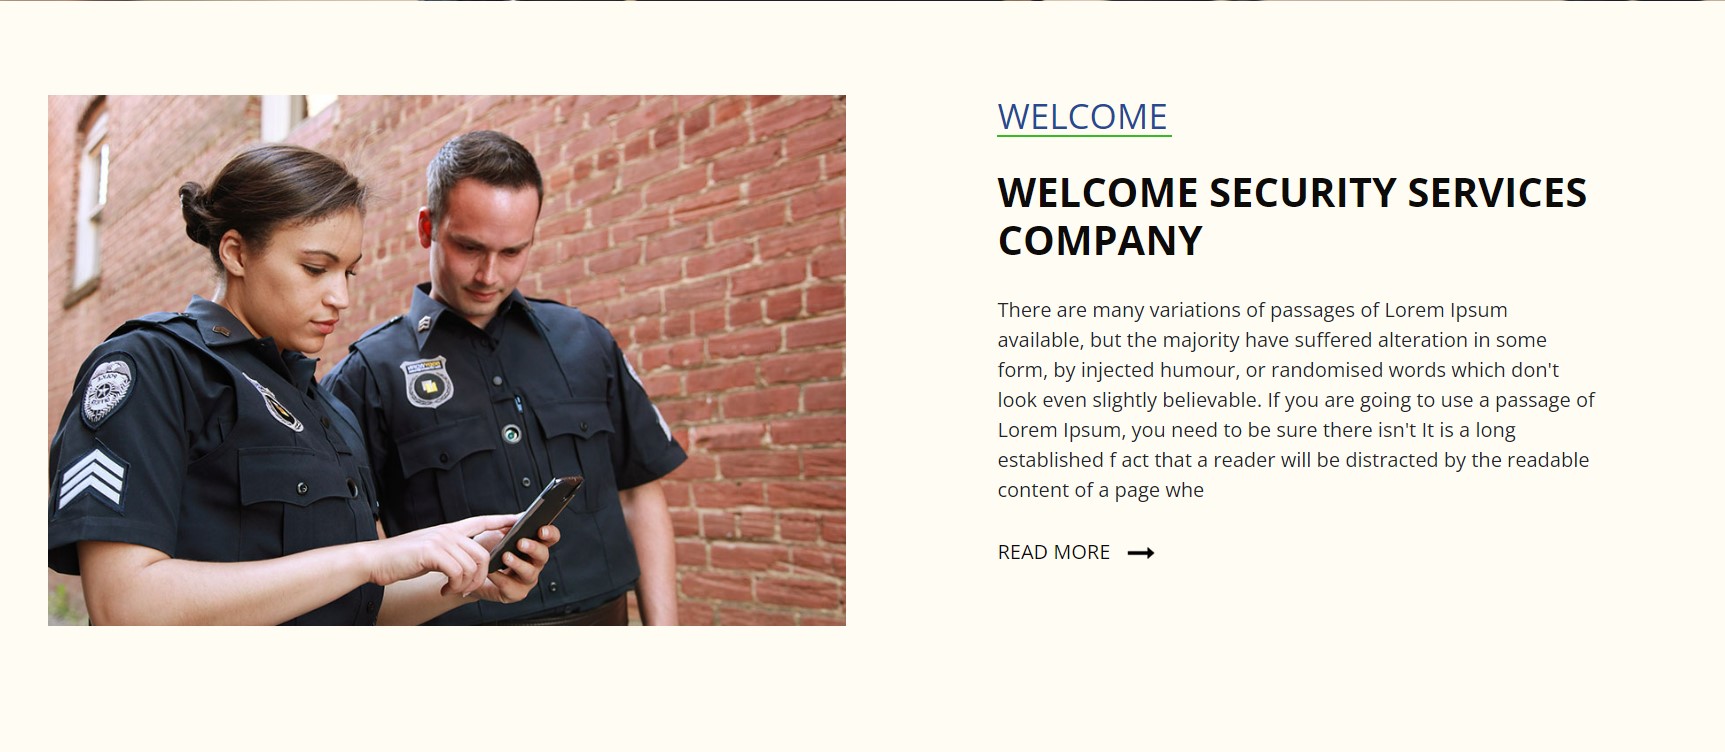 WELCOME
WELCOME SECURITY SERVICES
COMPANY
There are many variations of passages of Lorem Ipsum
available, but the majority have suffered alteration in some
form, by injected humour, or randomised words which don't
look even slightly believable. If you are going to use a passage of
Lorem Ipsum, you need to be sure there isn't It is a long
established f act that a reader will be distracted by the readable
content of a page whe
READ MORE